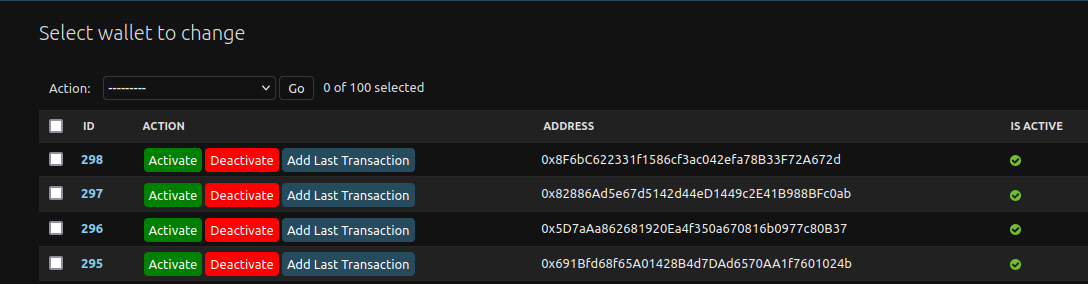 Select wallet to change
Action: --------- Go 0 of 100 selected
ID ACTION ADDRESS IS ACTIVE
298 Activate Deactivate Add Last Transaction 0x8F6bC622331f1586cf3ac042efa78B33F72A672d
297 Activate Deactivate Add Last Transaction 0x82886Ad5e67d5142d44eD1449c2E41B988BFc0ab
296 Activate Deactivate Add Last Transaction 0x5D7aAa862681920Ea4f350a670816b0977c80B37
295 Activate Deactivate Add Last Transaction 0x691Bfd68f65A01428B4d7DAd6570AA1f7601024b